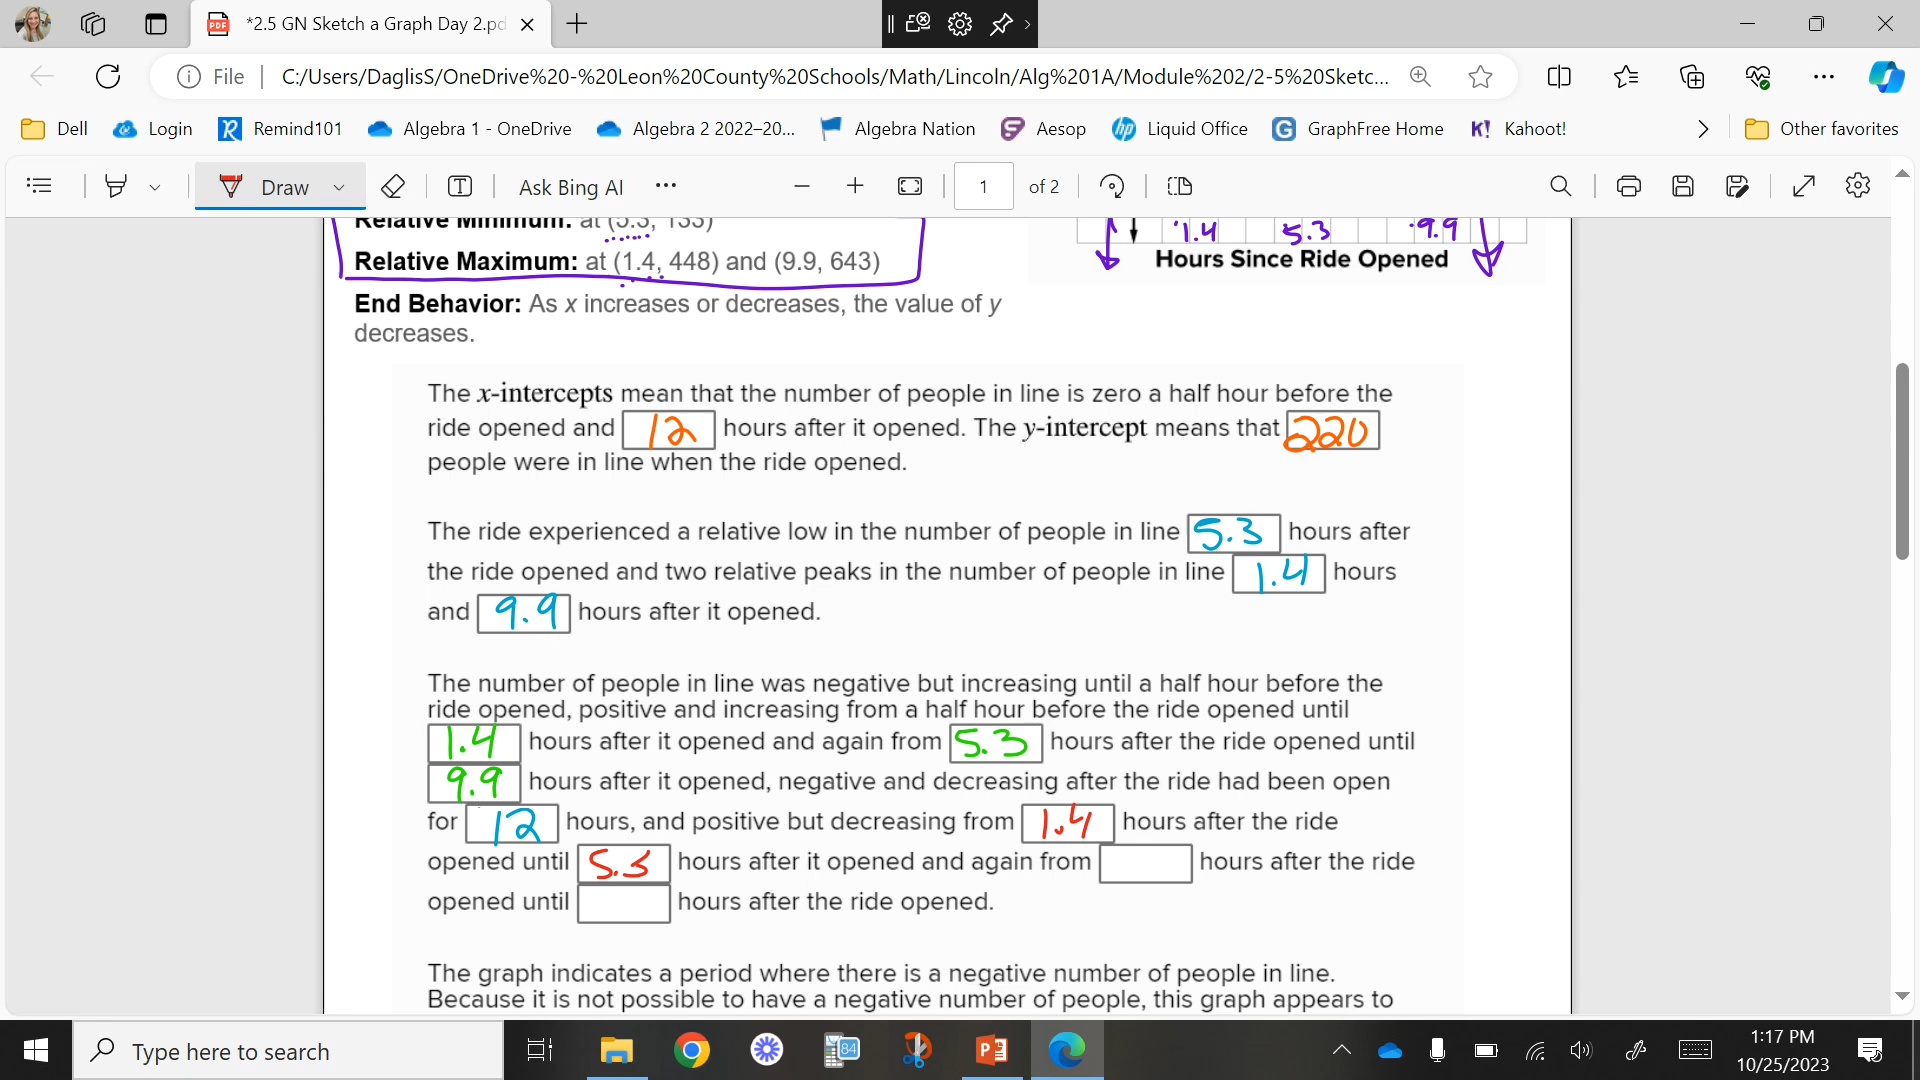 *2.5 GN Sketch a Graph Day 2.pd
File
C:/Users/DaglisS/OneDrive%20-%20Leon%20County%20Schools/Math/Lincoln/Alg%201A/Module%202/2-5%20Sketc...
Dell Login Remind101 Algebra 1 - OneDrive Algebra 2 2022–20... Algebra Nation Aesop Liquid Office GraphFree Home Kahoot! Other favorites
Draw Ask Bing AI 1 of 2
Relative Minimum: at (5.3, 133)
1.4 5.3 9.9
Relative Maximum: at (1.4, 448) and (9.9, 643)
Hours Since Ride Opened
End Behavior: As x increases or decreases, the value of y
decreases.
The x-intercepts mean that the number of people in line is zero a half hour before the
ride opened and 12 hours after it opened. The y-intercept means that 220
people were in line when the ride opened.
The ride experienced a relative low in the number of people in line 5.3 hours after
the ride opened and two relative peaks in the number of people in line 1.4 hours
and 9.9 hours after it opened.
The number of people in line was negative but increasing until a half hour before the
ride opened, positive and increasing from a half hour before the ride opened until
1.4 hours after it opened and again from 5.3 hours after the ride opened until
9.9 hours after it opened, negative and decreasing after the ride had been open
for 12 hours, and positive but decreasing from 1.4 hours after the ride
opened until 5.3 hours after it opened and again from hours after the ride
opened until hours after the ride opened.
The graph indicates a period where there is a negative number of people in line.
Because it is not possible to have a negative number of people, this graph appears to
Type here to search
84
1:17 PM
10/25/2023